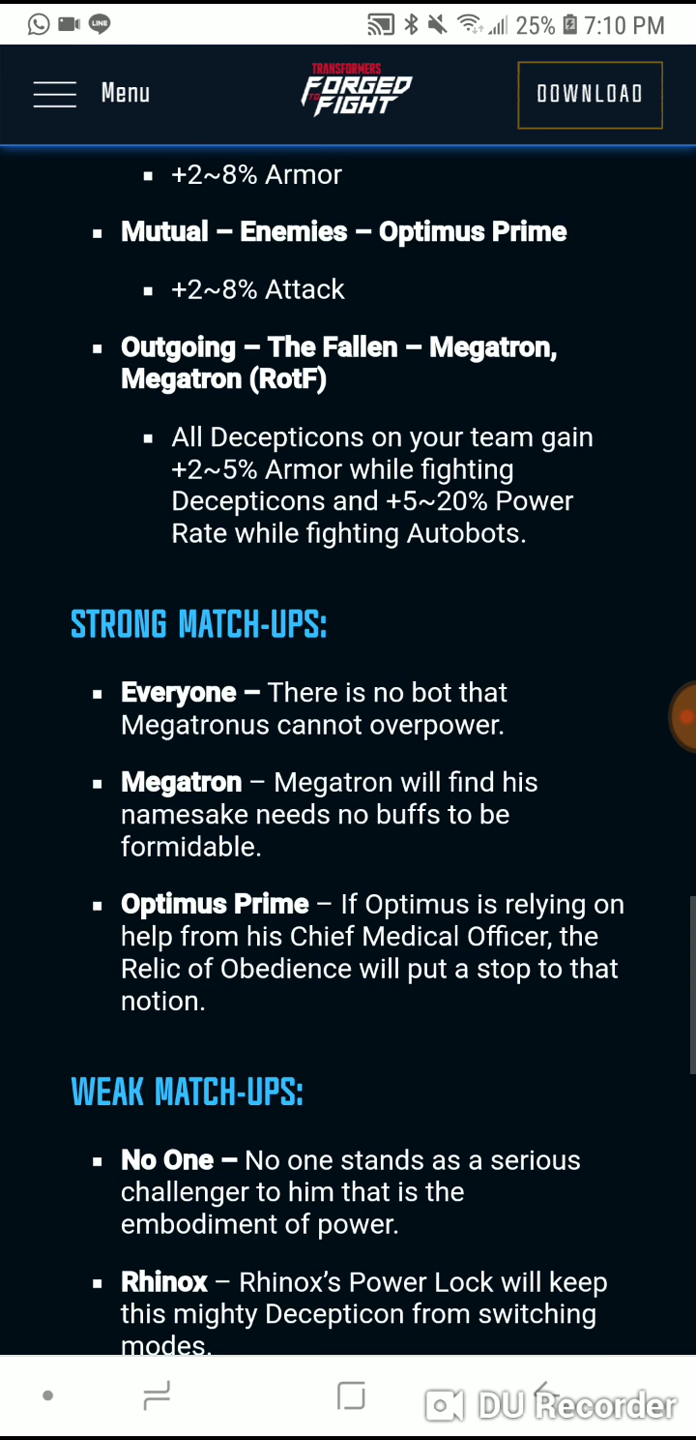 LINE 25% 7:10 PM
Menu
TRANSFORMERS
FORGED
TO FIGHT
DOWNLOAD
▪ +2~8% Armor
▪ Mutual – Enemies – Optimus Prime
▪ +2~8% Attack
▪ Outgoing – The Fallen – Megatron,
Megatron (RotF)
▪ All Decepticons on your team gain
+2~5% Armor while fighting
Decepticons and +5~20% Power
Rate while fighting Autobots.
STRONG MATCH-UPS:
▪ Everyone – There is no bot that
Megatronus cannot overpower.
▪ Megatron – Megatron will find his
namesake needs no buffs to be
formidable.
▪ Optimus Prime – If Optimus is relying on
help from his Chief Medical Officer, the
Relic of Obedience will put a stop to that
notion.
WEAK MATCH-UPS:
▪ No One – No one stands as a serious
challenger to him that is the
embodiment of power.
▪ Rhinox – Rhinox’s Power Lock will keep
this mighty Decepticon from switching
modes.
DU Recorder